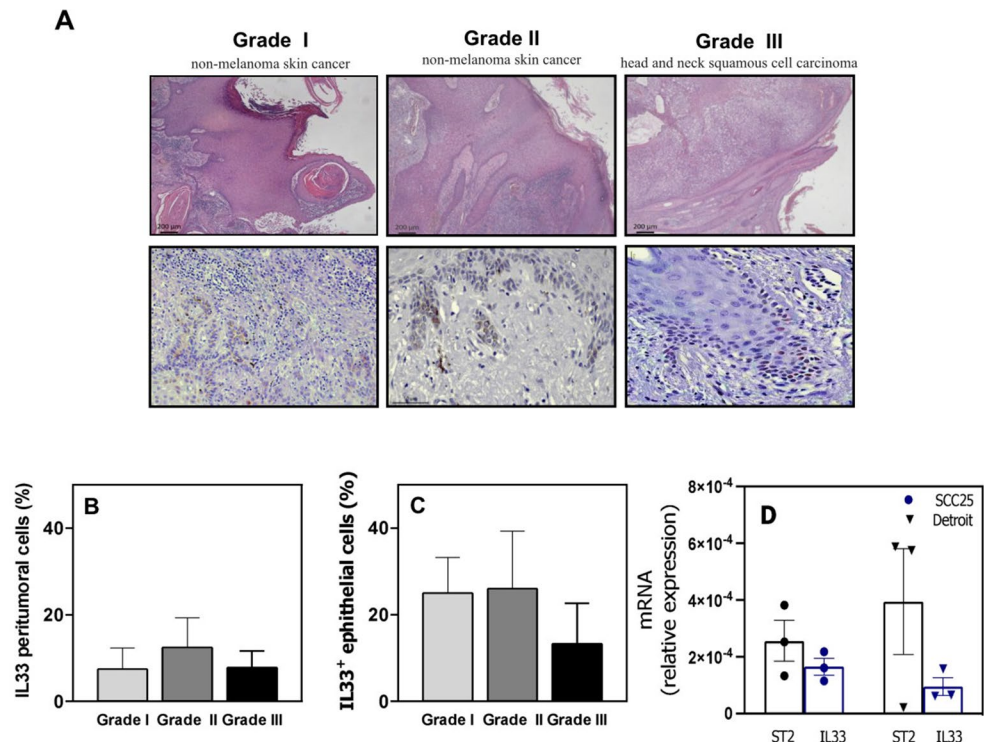 A
Grade I
non-melanoma skin cancer
Grade II
non-melanoma skin cancer
Grade III
head and neck squamous cell carcinoma
200 µm
200 µm
200 µm
B
IL33 peritumoral cells (%)
40
20
0
Grade I Grade II Grade III
C
IL33+ ephithelial cells (%)
40
20
0
Grade I Grade II Grade III
D
mRNA
(relative expression)
8×10-4
6×10-4
4×10-4
2×10-4
0
SCC25
Detroit
ST2 IL33 ST2 IL33